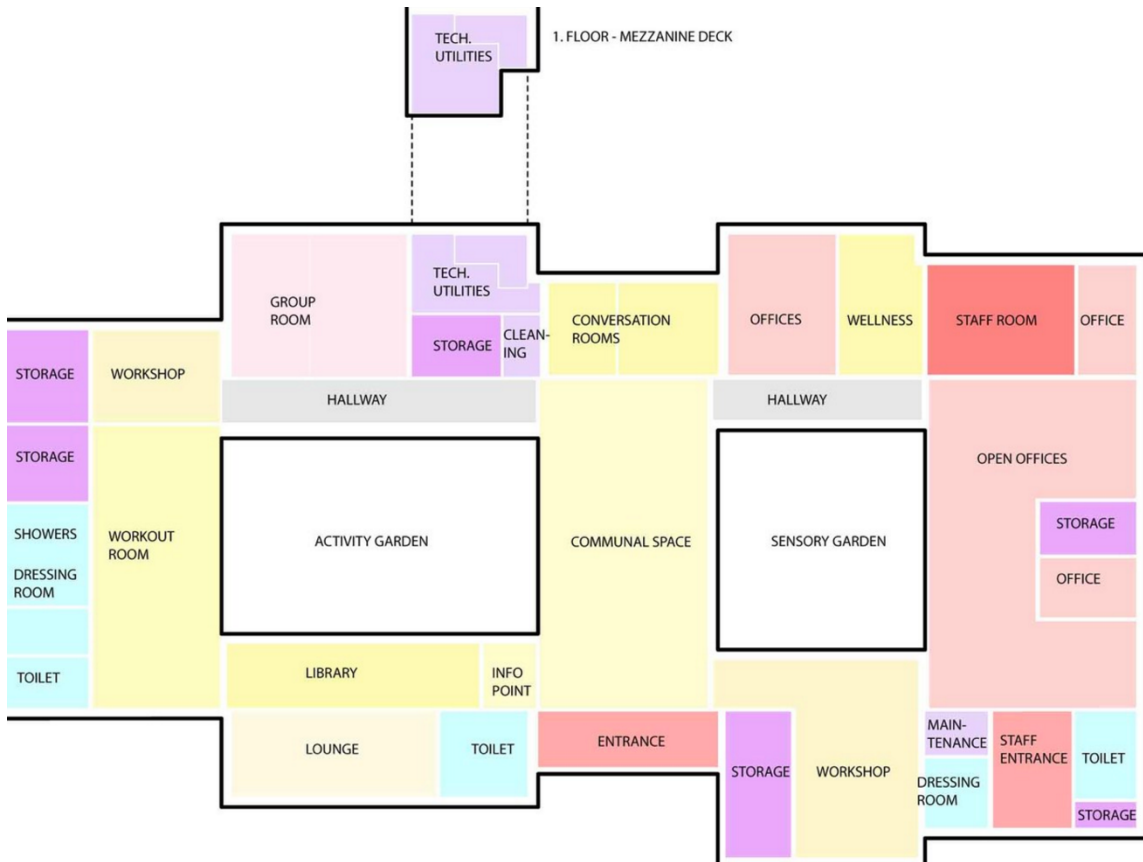 TECH.
UTILITIES
1. FLOOR - MEZZANINE DECK
GROUP
ROOM
TECH.
UTILITIES
STORAGE
CLEAN-
ING
CONVERSATION
ROOMS
OFFICES
WELLNESS
STAFF ROOM
OFFICE
STORAGE
WORKSHOP
HALLWAY
HALLWAY
STORAGE
OPEN OFFICES
SHOWERS
DRESSING
ROOM
WORKOUT
ROOM
ACTIVITY GARDEN
COMMUNAL SPACE
SENSORY GARDEN
STORAGE
OFFICE
TOILET
LIBRARY
INFO
POINT
LOUNGE
TOILET
ENTRANCE
STORAGE
WORKSHOP
MAIN-
TENANCE
DRESSING
ROOM
STAFF
ENTRANCE
TOILET
STORAGE